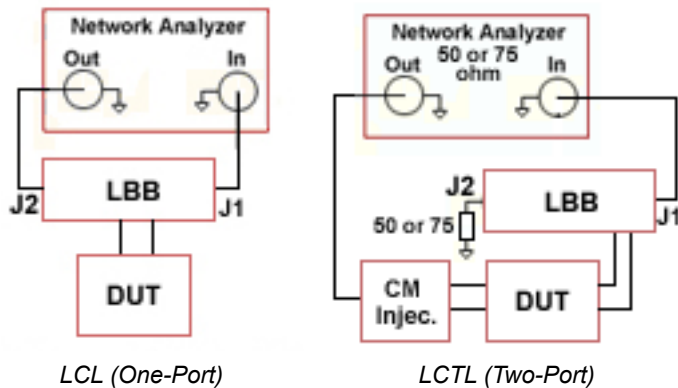 Network Analyzer
Out
In
J2
LBB
J1
DUT
LCL (One-Port)
Network Analyzer
50 or 75
ohm
Out
In
J2
LBB
J1
50 or 75
CM
Injec.
DUT
LCTL (Two-Port)